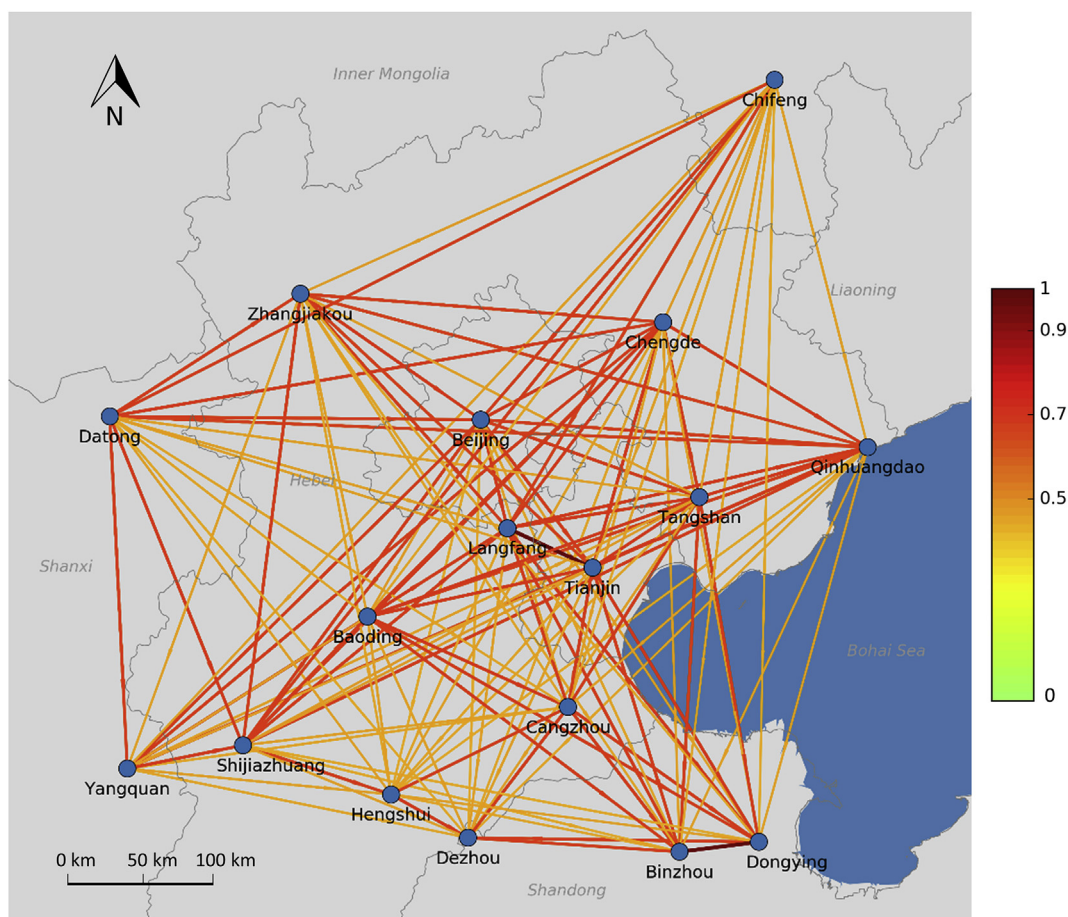 Inner Mongolia
Chifeng
N
Liaoning
Zhangjiakou
Chengde
1
0.9
0.7
0.5
0
Datong
Beijing
Qinhuangdao
Hebei
Tangshan
Langfang
Shanxi
Tianjin
Baoding
Bohai Sea
Cangzhou
Shijiazhuang
Yangquan
Hengshui
Dezhou
Binzhou
Dongying
0 km 50 km 100 km
Shandong